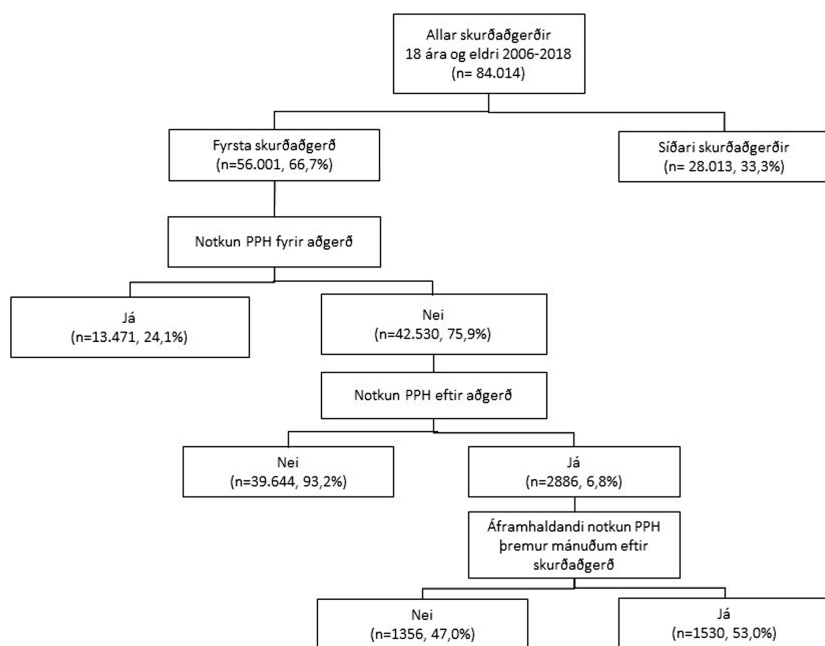 Allar skurðaðgerðir
18 ára og eldri 2006-2018
(n= 84.014)
Fyrsta skurðaðgerð
(n=56.001, 66,7%)
Síðari skurðaðgerðir
(n= 28.013, 33,3%)
Notkun PPH fyrir aðgerð
Já
(n=13.471, 24,1%)
Nei
(n=42.530, 75,9%)
Notkun PPH eftir aðgerð
Nei
(n=39.644, 93,2%)
Já
(n=2886, 6,8%)
Áframhaldandi notkun PPH
þremur mánuðum eftir
skurðaðgerð
Nei
(n=1356, 47,0%)
Já
(n=1530, 53,0%)